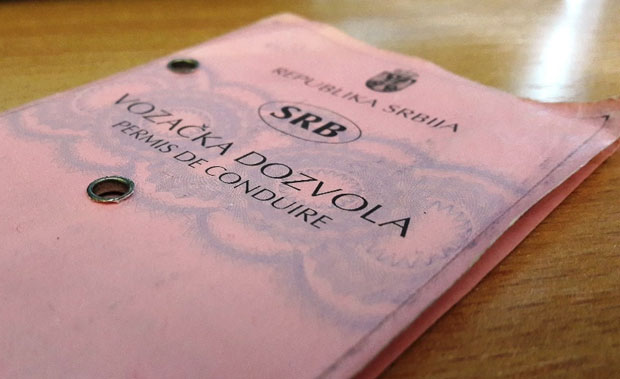 REPUBLIKA SRBIJA
SRB
VOZAČKA DOZVOLA
PERMIS DE CONDUIRE